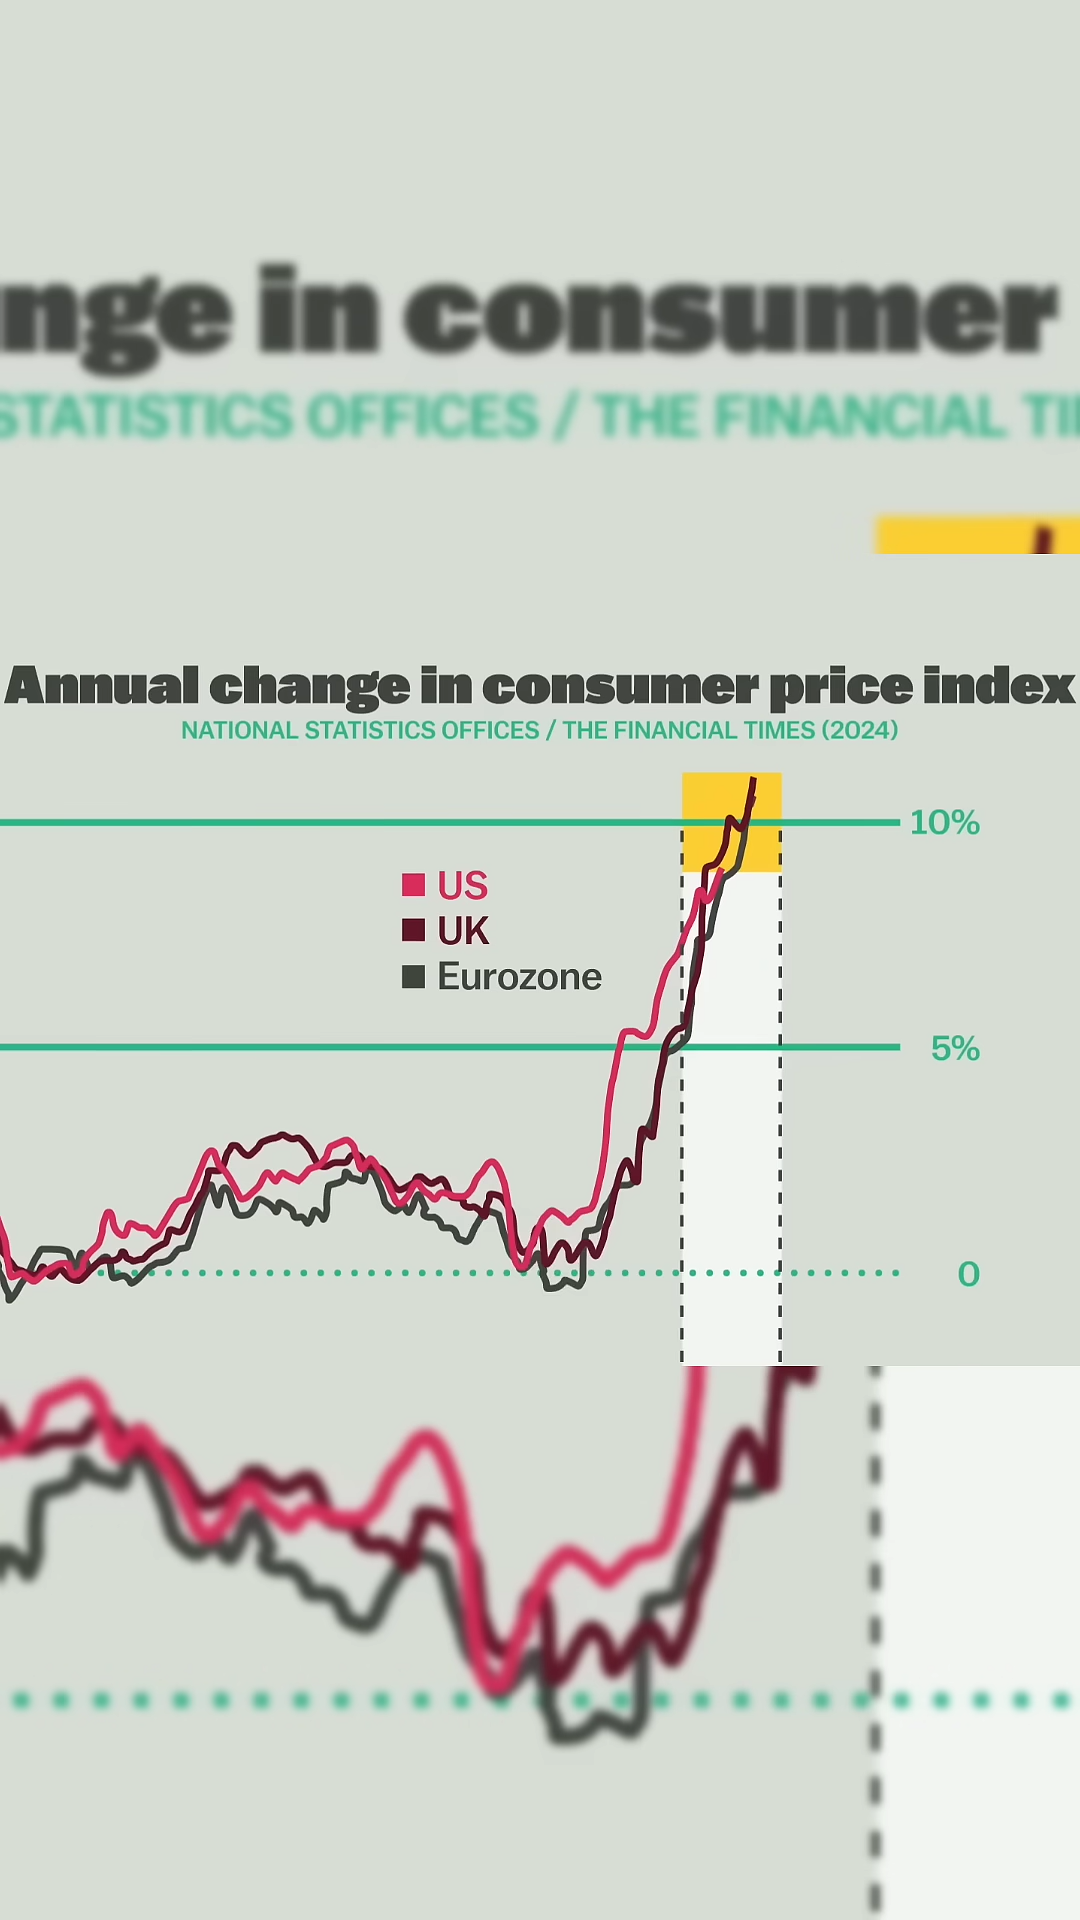 nge in consumer
STATISTICS OFFICES / THE FINANCIAL TI
Annual change in consumer price index
NATIONAL STATISTICS OFFICES / THE FINANCIAL TIMES (2024)
10%
US
UK
Eurozone
5%
0